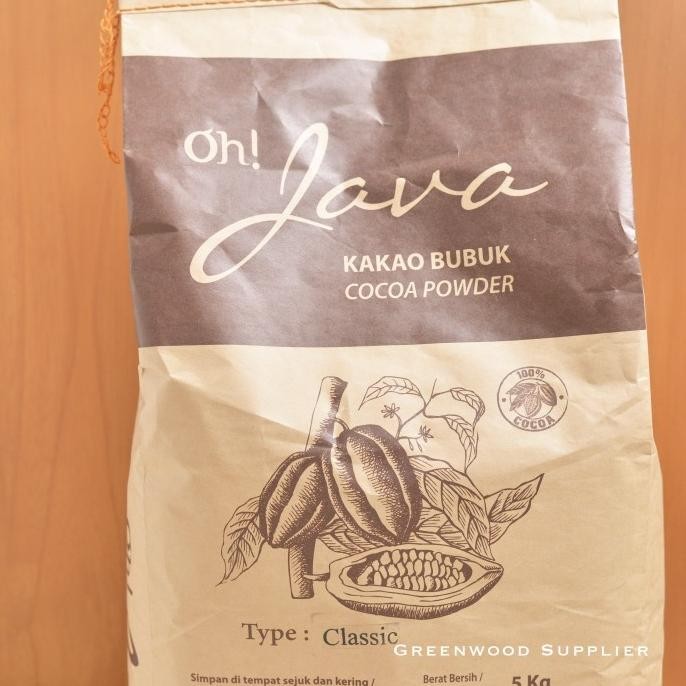 Oh!
Java
KAKAO BUBUK
COCOA POWDER
100%
COCOA
Type : Classic
GREENWOOD SUPPLIER
Simpan di tempat sejuk dan kering /
Berat Bersih /
5 Kg